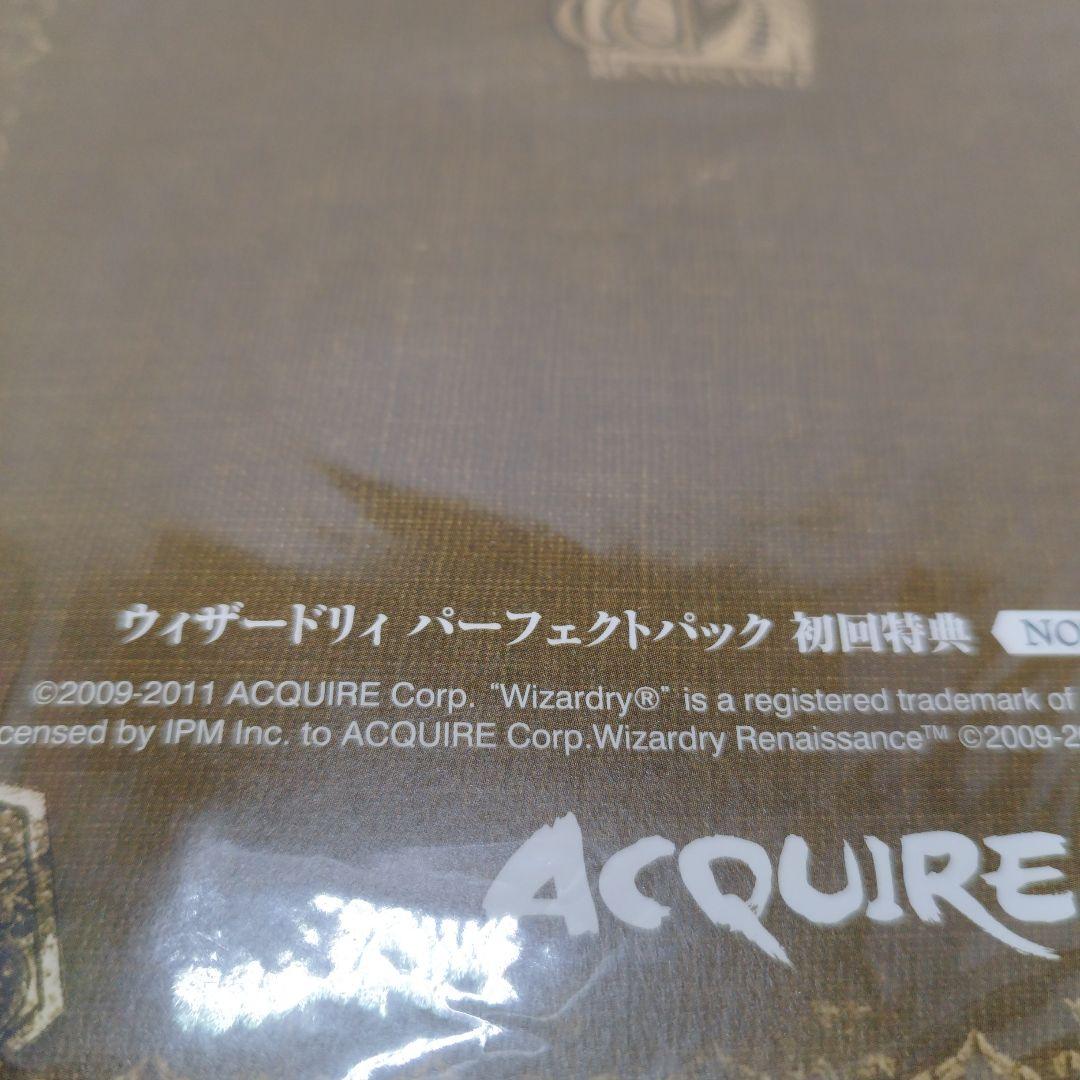 RENAISSANCE
ウィザードリィ パーフェクトパック 初回特典 NO
©2009-2011 ACQUIRE Corp. "Wizardry®" is a registered trademark of
censed by IPM Inc. to ACQUIRE Corp.Wizardry Renaissance™ ©2009-2
ACQUIRE